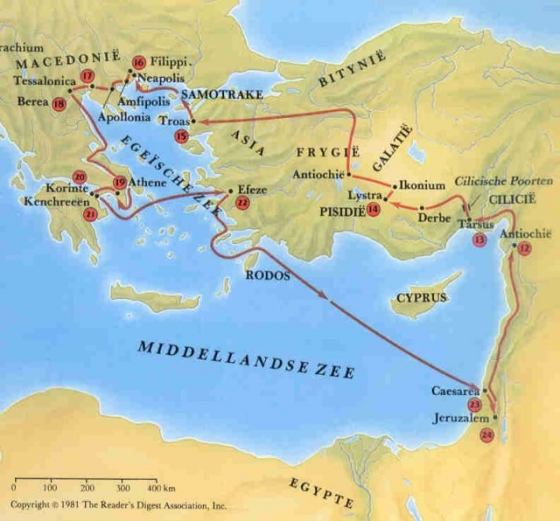 rachium
MACEDONIË
16 Filippi.
Neapolis
Tessalonica
17
Berea
18
Amfipolis
Apollonia
SAMOTRAKE
Troas
15
BITYNIË
ASIA
FRYGIË
GALATIË
Antiochië
Ikonium
Lystra
PISIDIË
14
Derbe
Cilicische Poorten
CILICIË
Tarsus
13
Antiochië
12
EGEÏSCHE ZEE
20
19
Athene
Korinte
Kenchreeën
21
Efeze
22
RODOS
CYPRUS
MIDDELLANDSE ZEE
Caesarea
23
Jeruzalem
24
EGYPTE
0 100 200 300 400 km
Copyright © 1981 The Reader's Digest Association, Inc.